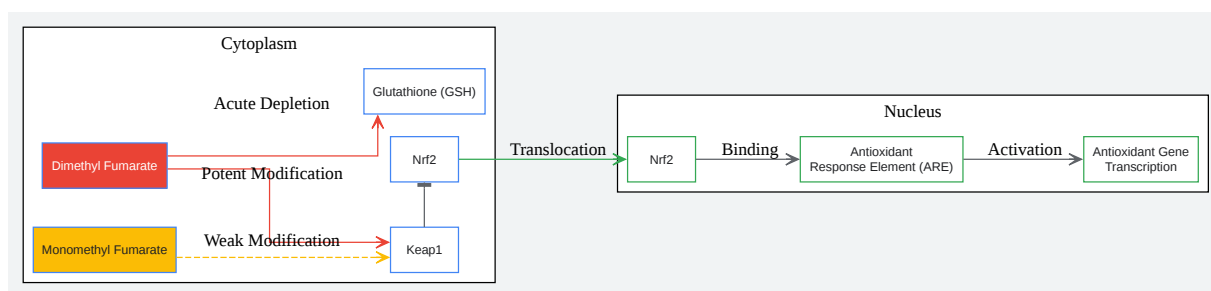 Cytoplasm
Glutathione (GSH)
Acute Depletion
Dimethyl Fumarate
Nrf2
Potent Modification
Monomethyl Fumarate
Weak Modification
Keap1
Translocation
Nucleus
Nrf2
Binding
Antioxidant
Response Element (ARE)
Activation
Antioxidant Gene
Transcription